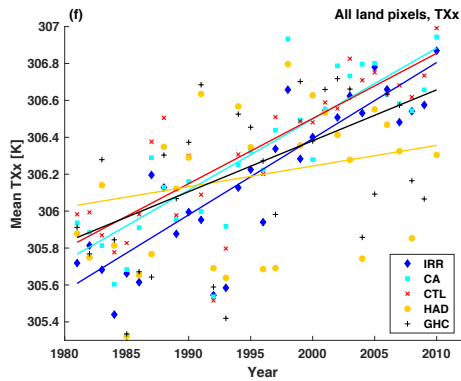 (f)
All land pixels, TXx
307
306.8
306.6
306.4
306.2
306
305.8
305.6
305.4
Mean TXx [K]
1980
1985
1990
1995
2000
2005
2010
Year
IRR
CA
CTL
HAD
GHC